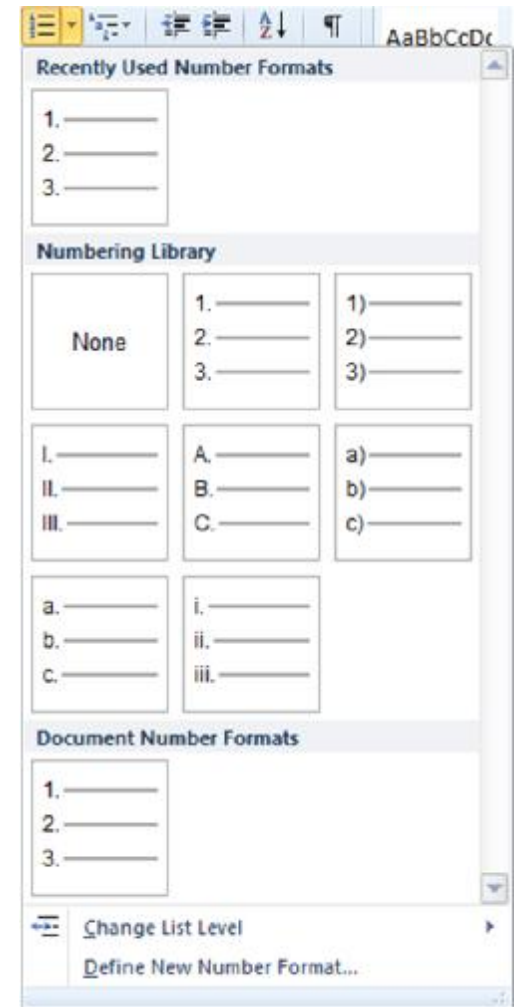 AaBbCcDc
Recently Used Number Formats
1.
2.
3.
Numbering Library
None
1.
2.
3.
1)
2)
3)
I.
II.
III.
A.
B.
C.
a)
b)
c)
a.
b.
c.
i.
ii.
iii.
Document Number Formats
1.
2.
3.
Change List Level
Define New Number Format...